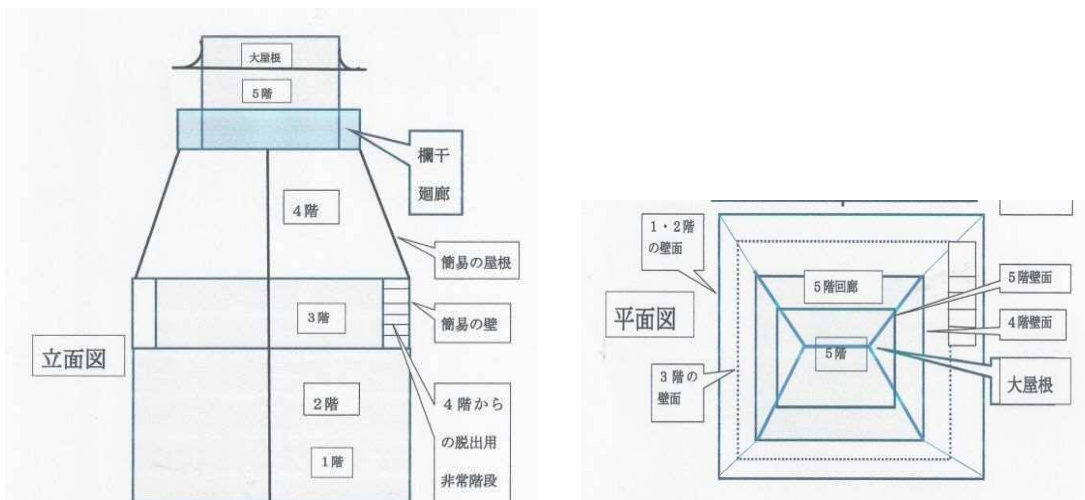 大屋根
5階
欄干
廻廊
4階
簡易の屋根
3階
簡易の壁
立面図
2階
4階から
の脱出用
非常階段
1階
1・2階
の壁面
5階回廊
5階壁面
平面図
4階壁面
5階
3階の
壁面
大屋根